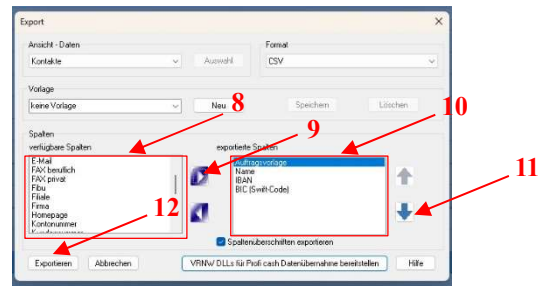 Export
Ansicht - Daten
Format
Kontakte
Auswahl
CSV
Vorlage
keine Vorlage
Neu
Speichern
Löschen
8
9
10
11
12
Spalten
verfügbare Spalten
exportierte Spalten
E-Mail
FAX beruflich
FAX privat
Fibu
Filiale
Firma
Homepage
Kontonummer
Kundennummer
Auftragsvorlage
Name
IBAN
BIC (Swift-Code)
Spaltenüberschriften exportieren
Exportieren
Abbrechen
VRNW DLLs für Profi cash Datenübernahme bereitstellen
Hilfe